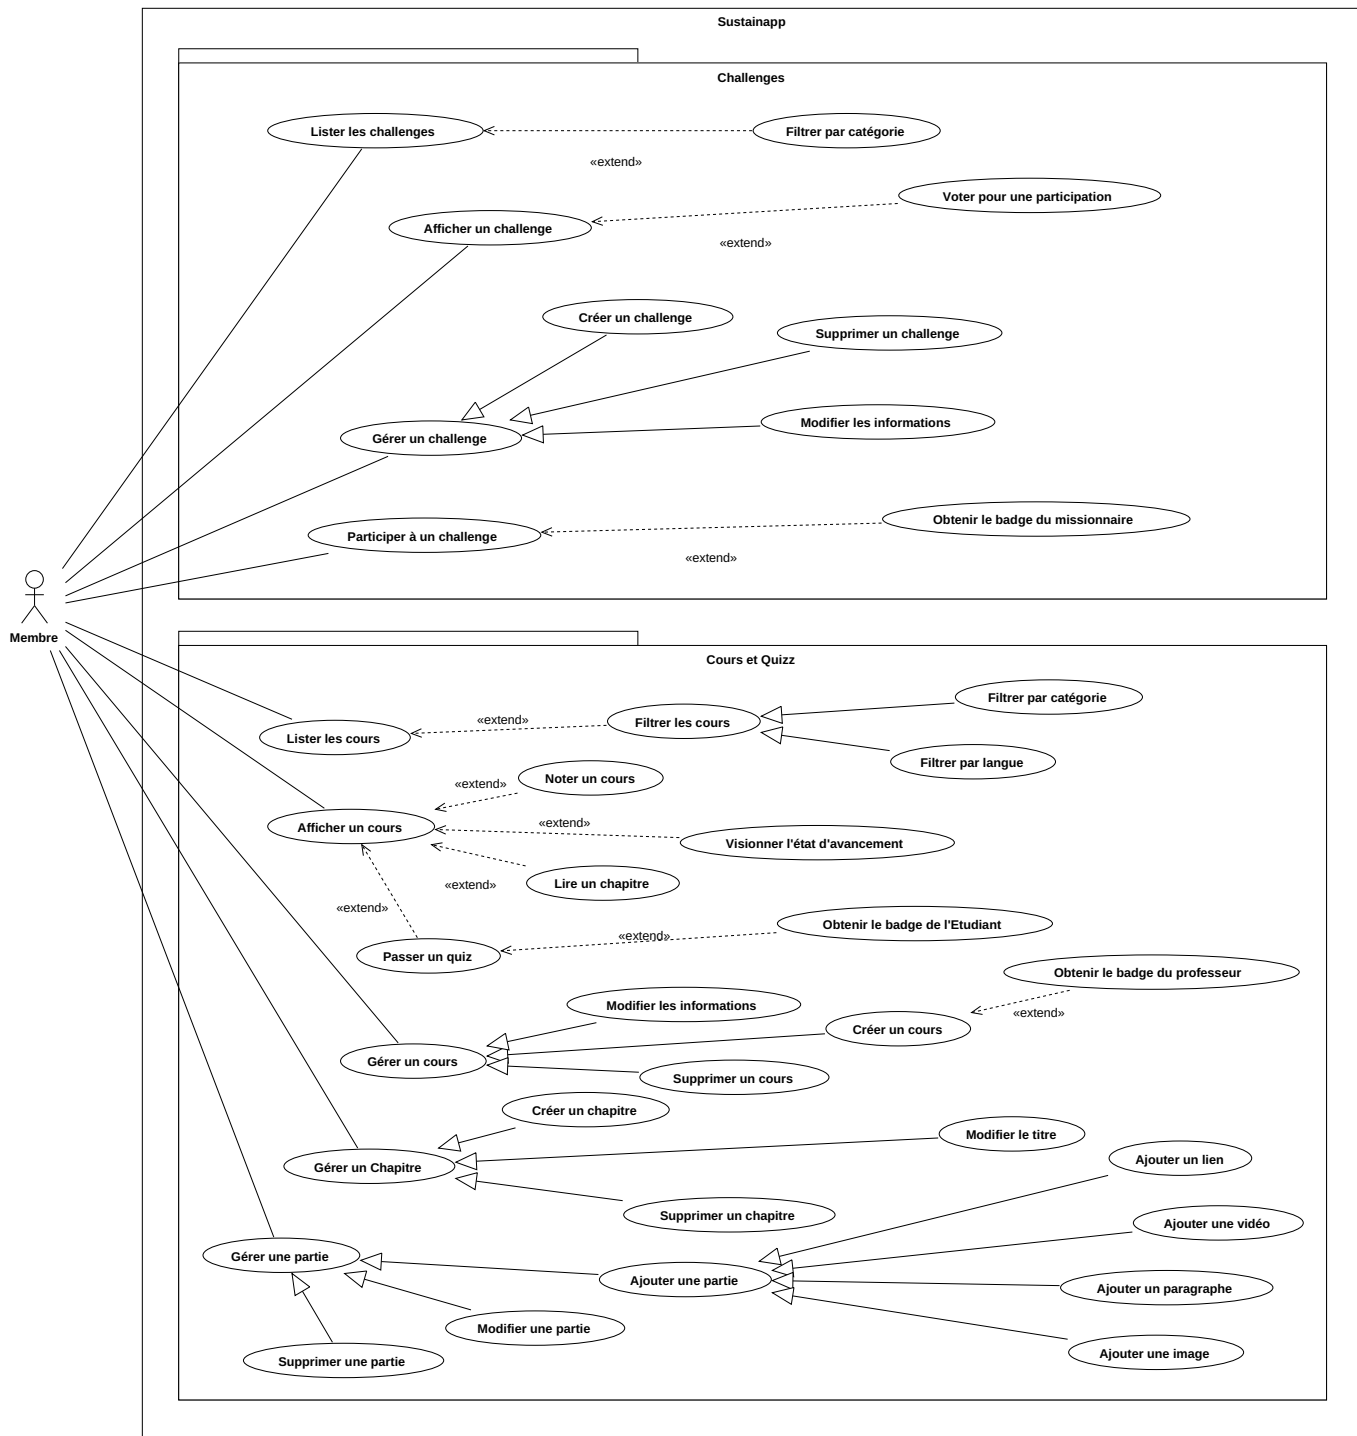 Sustainapp
Challenges
Lister les challenges
Filtrer par catégorie
«extend»
Voter pour une participation
Afficher un challenge
«extend»
Créer un challenge
Supprimer un challenge
Modifier les informations
Gérer un challenge
Obtenir le badge du missionnaire
Participer à un challenge
«extend»
Membre
Cours et Quizz
Filtrer par catégorie
«extend»
Filtrer les cours
Lister les cours
Filtrer par langue
Noter un cours
«extend»
«extend»
Afficher un cours
Visionner l'état d'avancement
«extend»
Lire un chapitre
«extend»
Obtenir le badge de l'Etudiant
«extend»
Passer un quiz
Obtenir le badge du professeur
Modifier les informations
«extend»
Créer un cours
Gérer un cours
Supprimer un cours
Créer un chapitre
Modifier le titre
Ajouter un lien
Gérer un Chapitre
Supprimer un chapitre
Ajouter une vidéo
Gérer une partie
Ajouter une partie
Ajouter un paragraphe
Modifier une partie
Ajouter une image
Supprimer une partie